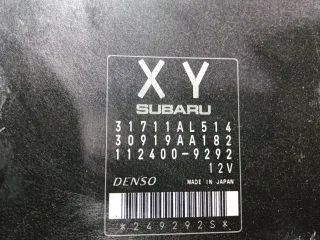 XY
SUBARU
31711AL514
30919AA182
112400-9292
12V
DENSO MADE IN JAPAN
*249292S*